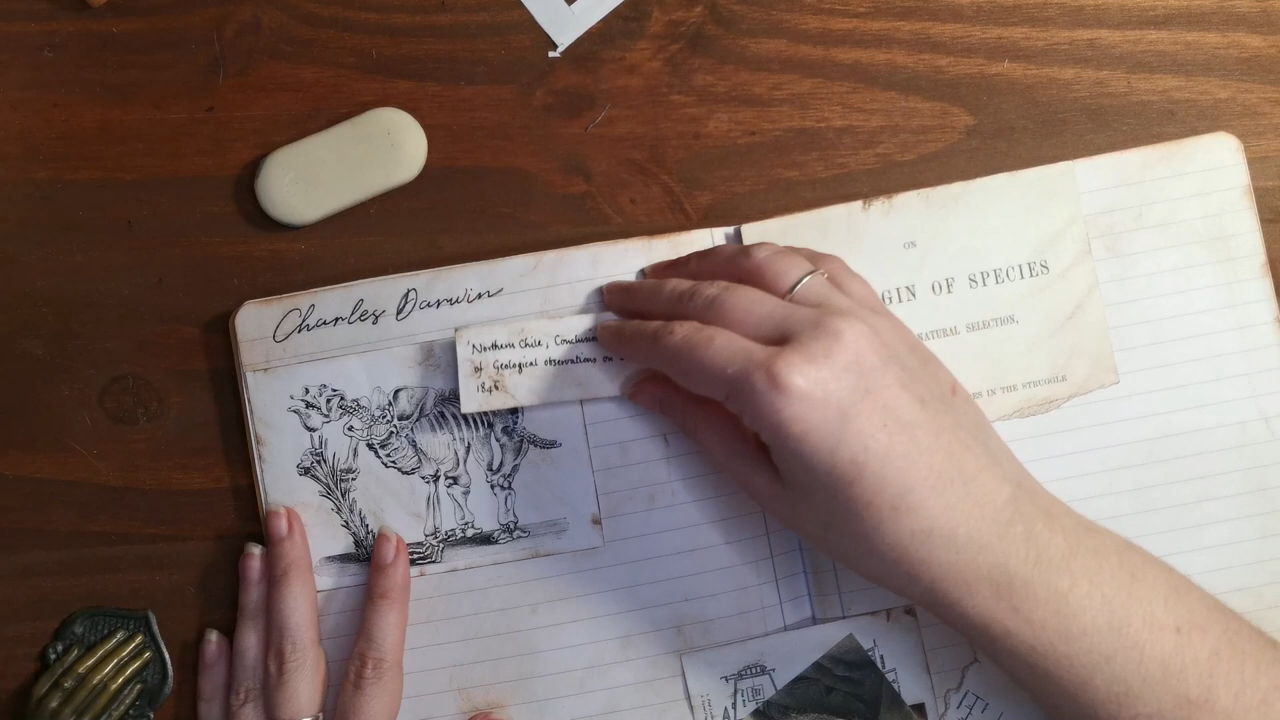 Charles Darwin
'Northern Chile, Conclusion
of Geological observations on
1846
ON
GIN OF SPECIES
NATURAL SELECTION,
ES IN THE STRUGGLE